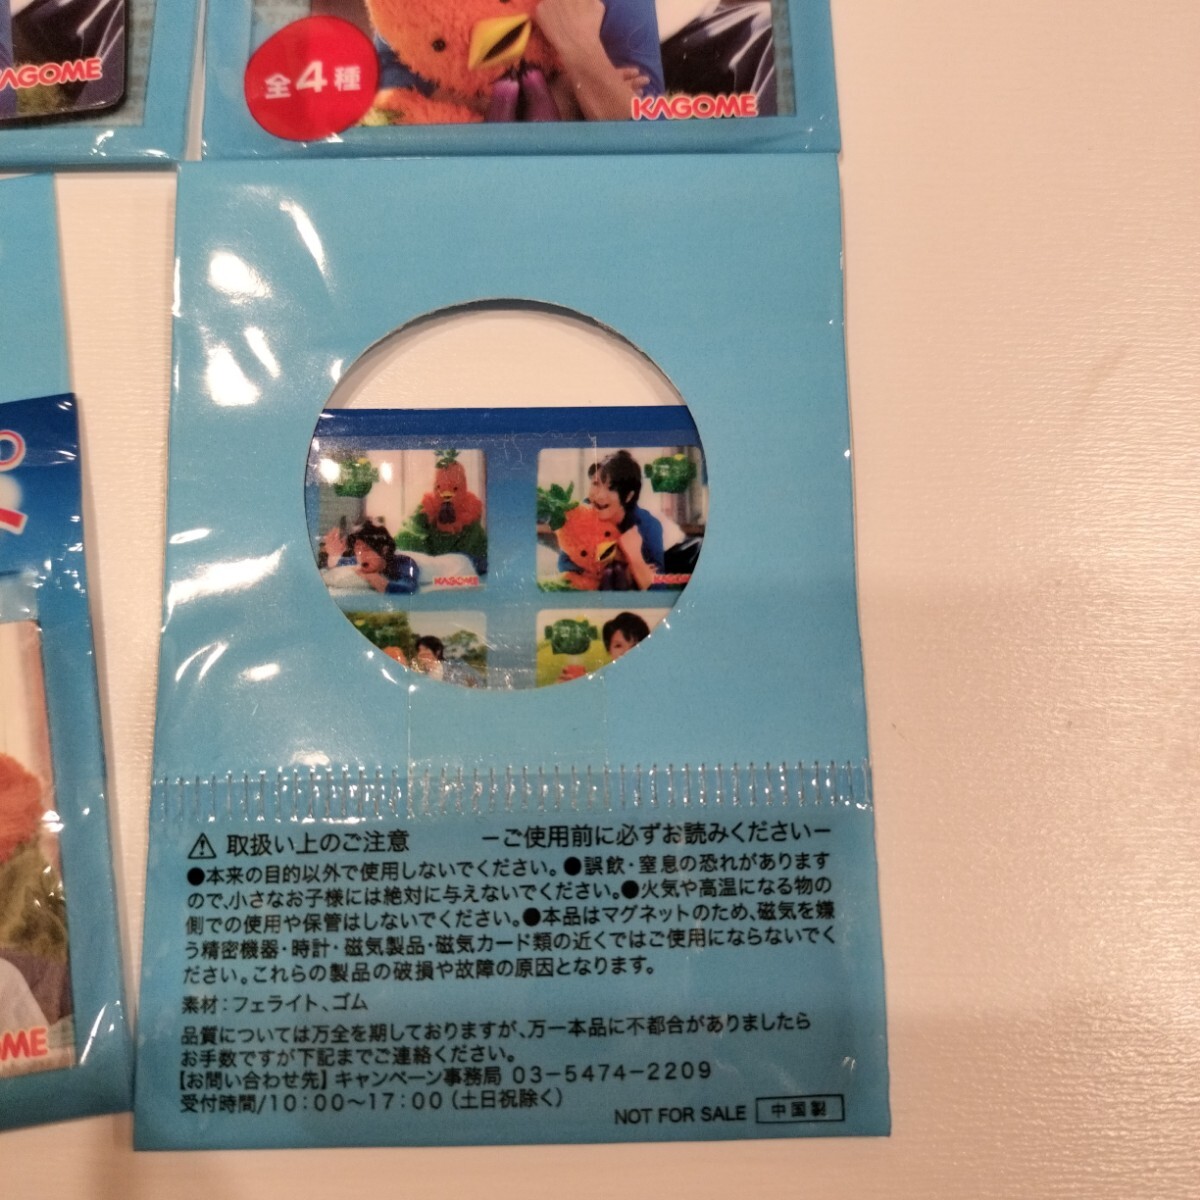 KAGOME
全4種
KAGOME
KAGOME
KAGOME
⚠ 取扱い上のご注意 ーご使用前に必ずお読みくださいー
●本来の目的以外で使用しないでください。●誤飲・窒息の恐れがあります
ので、小さなお子様には絶対に与えないでください。●火気や高温になる物の
側での使用や保管はしないでください。●本品はマグネットのため、磁気を嫌
う精密機器・時計・磁気製品・磁気カード類の近くではご使用にならないでく
ださい。これらの製品の破損や故障の原因となります。
素材：フェライト、ゴム
品質については万全を期しておりますが、万一本品に不都合がありましたら
お手数ですが下記までご連絡ください。
【お問い合わせ先】キャンペーン事務局 03-5474-2209
受付時間/10：00〜17：00（土日祝除く）
NOT FOR SALE 中国製
OME